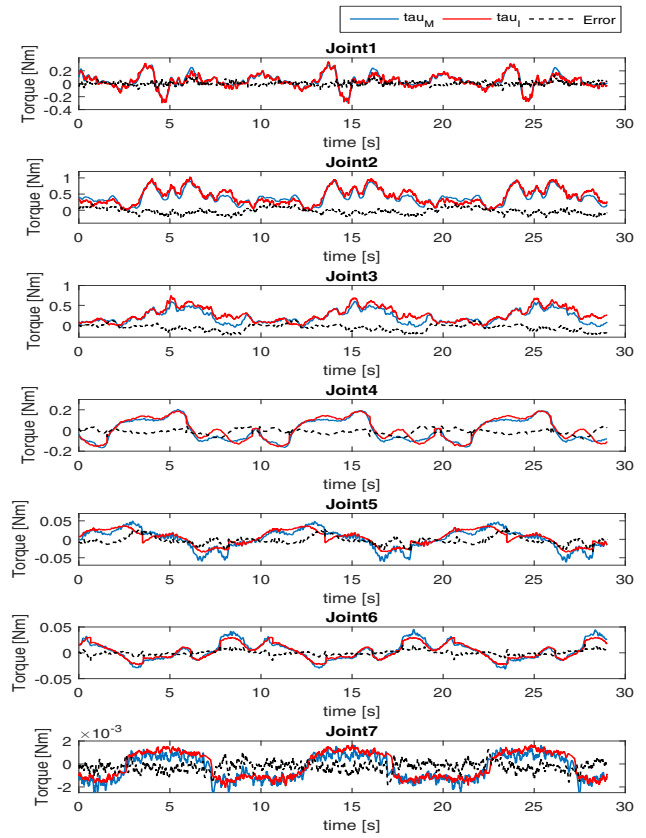 tau_M tau_I Error
Joint1
Torque [Nm]
0.2
0
-0.2
-0.4
0 5 10 15 20 25 30
time [s]
Joint2
Torque [Nm]
1
0.5
0
0 5 10 15 20 25 30
time [s]
Joint3
Torque [Nm]
1
0.5
0
0 5 10 15 20 25 30
time [s]
Joint4
Torque [Nm]
0.2
0
-0.2
0 5 10 15 20 25 30
time [s]
Joint5
Torque [Nm]
0.05
0
-0.05
0 5 10 15 20 25 30
time [s]
Joint6
Torque [Nm]
0.05
0
-0.05
0 5 10 15 20 25 30
time [s]
×10^-3
Joint7
Torque [Nm]
2
0
-2
0 5 10 15 20 25 30
time [s]